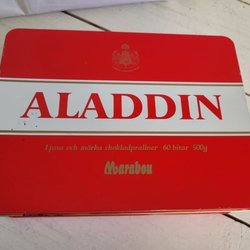 ALADDIN
Ljusa och mörka chokladpraliner 60 bitar 500g
Marabou